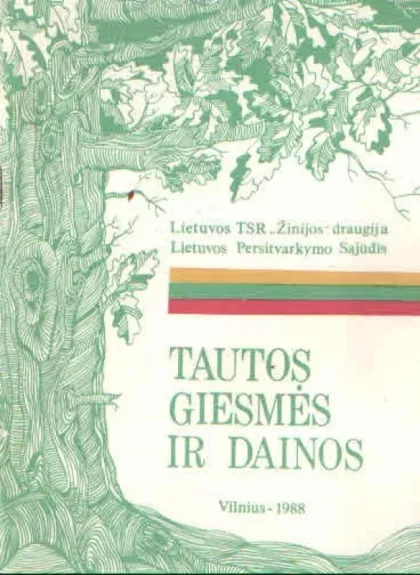 Lietuvos TSR „Žinijos“ draugija
Lietuvos Persitvarkymo Sąjūdis
TAUTOS
GIESMĖS
IR DAINOS
Vilnius - 1988